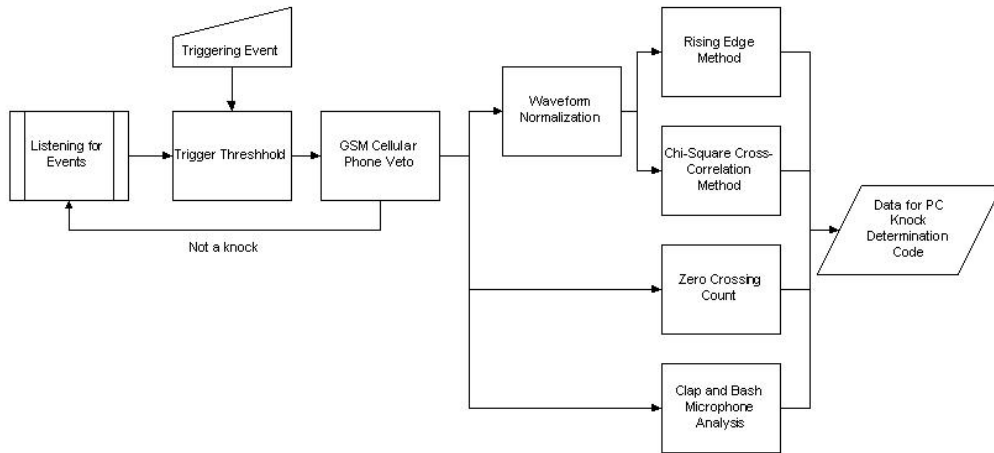 Triggering Event
Listening for
Events
Trigger Threshhold
GSM Cellular
Phone Veto
Not a knock
Waveform
Normalization
Rising Edge
Method
Chi-Square Cross-
Correlation
Method
Zero Crossing
Count
Clap and Bash
Microphone
Analysis
Data for PC
Knock
Determination
Code